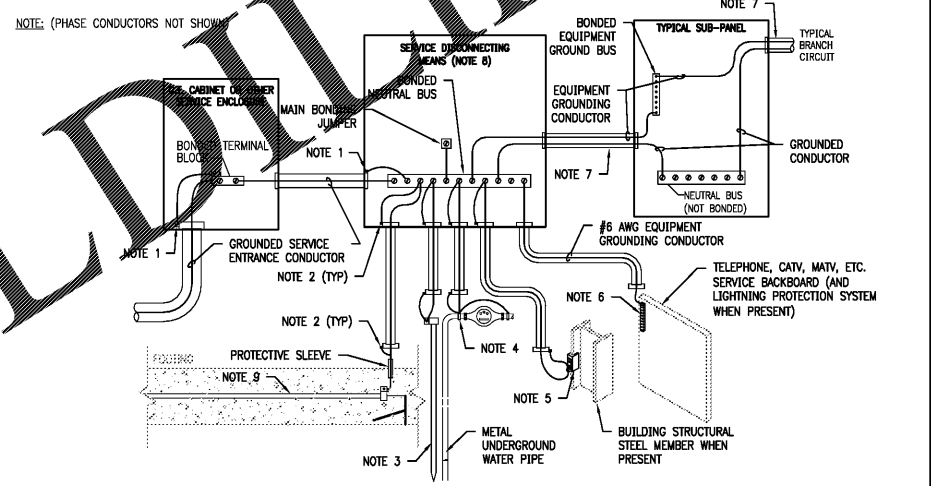 NOTE: (PHASE CONDUCTORS NOT SHOWN)
NOTE 7
BONDED
EQUIPMENT
GROUND BUS
TYPICAL SUB-PANEL
TYPICAL
BRANCH
CIRCUIT
SERVICE DISCONNECTING
MEANS (NOTE 8)
BONDED
NEUTRAL BUS
C.T. CABINET OR OTHER
SERVICE ENCLOSURE
MAIN BONDING
JUMPER
EQUIPMENT
GROUNDING
CONDUCTOR
BONDED TERMINAL
BLOCK
NOTE 1
GROUNDED
CONDUCTOR
NOTE 7
NEUTRAL BUS
(NOT BONDED)
NOTE 1
GROUNDED SERVICE
ENTRANCE CONDUCTOR
#6 AWG EQUIPMENT
GROUNDING CONDUCTOR
NOTE 2 (TYP)
TELEPHONE, CATV, MATV, ETC.
SERVICE BACKBOARD (AND
LIGHTNING PROTECTION SYSTEM
WHEN PRESENT)
NOTE 6
NOTE 2 (TYP)
NOTE 4
PROTECTIVE SLEEVE
FOOTING
NOTE 9
NOTE 5
METAL
UNDERGROUND
WATER PIPE
BUILDING STRUCTURAL
STEEL MEMBER WHEN
PRESENT
NOTE 3